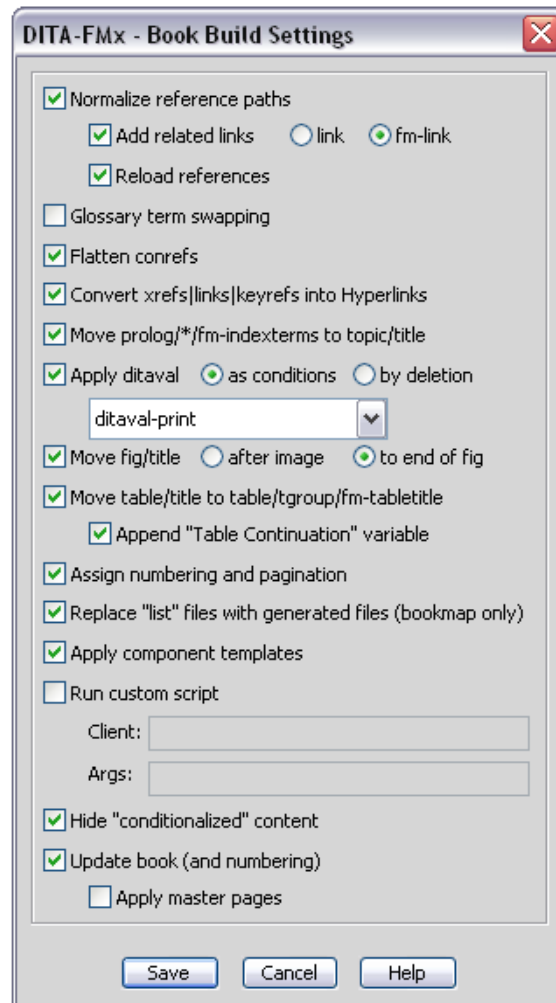 DITA-FMx - Book Build Settings
Normalize reference paths
Add related links link fm-link
Reload references
Glossary term swapping
Flatten conrefs
Convert xrefs|links|keyrefs into Hyperlinks
Move prolog/*/fm-indexterms to topic/title
Apply ditaval as conditions by deletion
ditaval-print
Move fig/title after image to end of fig
Move table/title to table/tgroup/fm-tabletitle
Append "Table Continuation" variable
Assign numbering and pagination
Replace "list" files with generated files (bookmap only)
Apply component templates
Run custom script
Client:
Args:
Hide "conditionalized" content
Update book (and numbering)
Apply master pages
Save Cancel Help